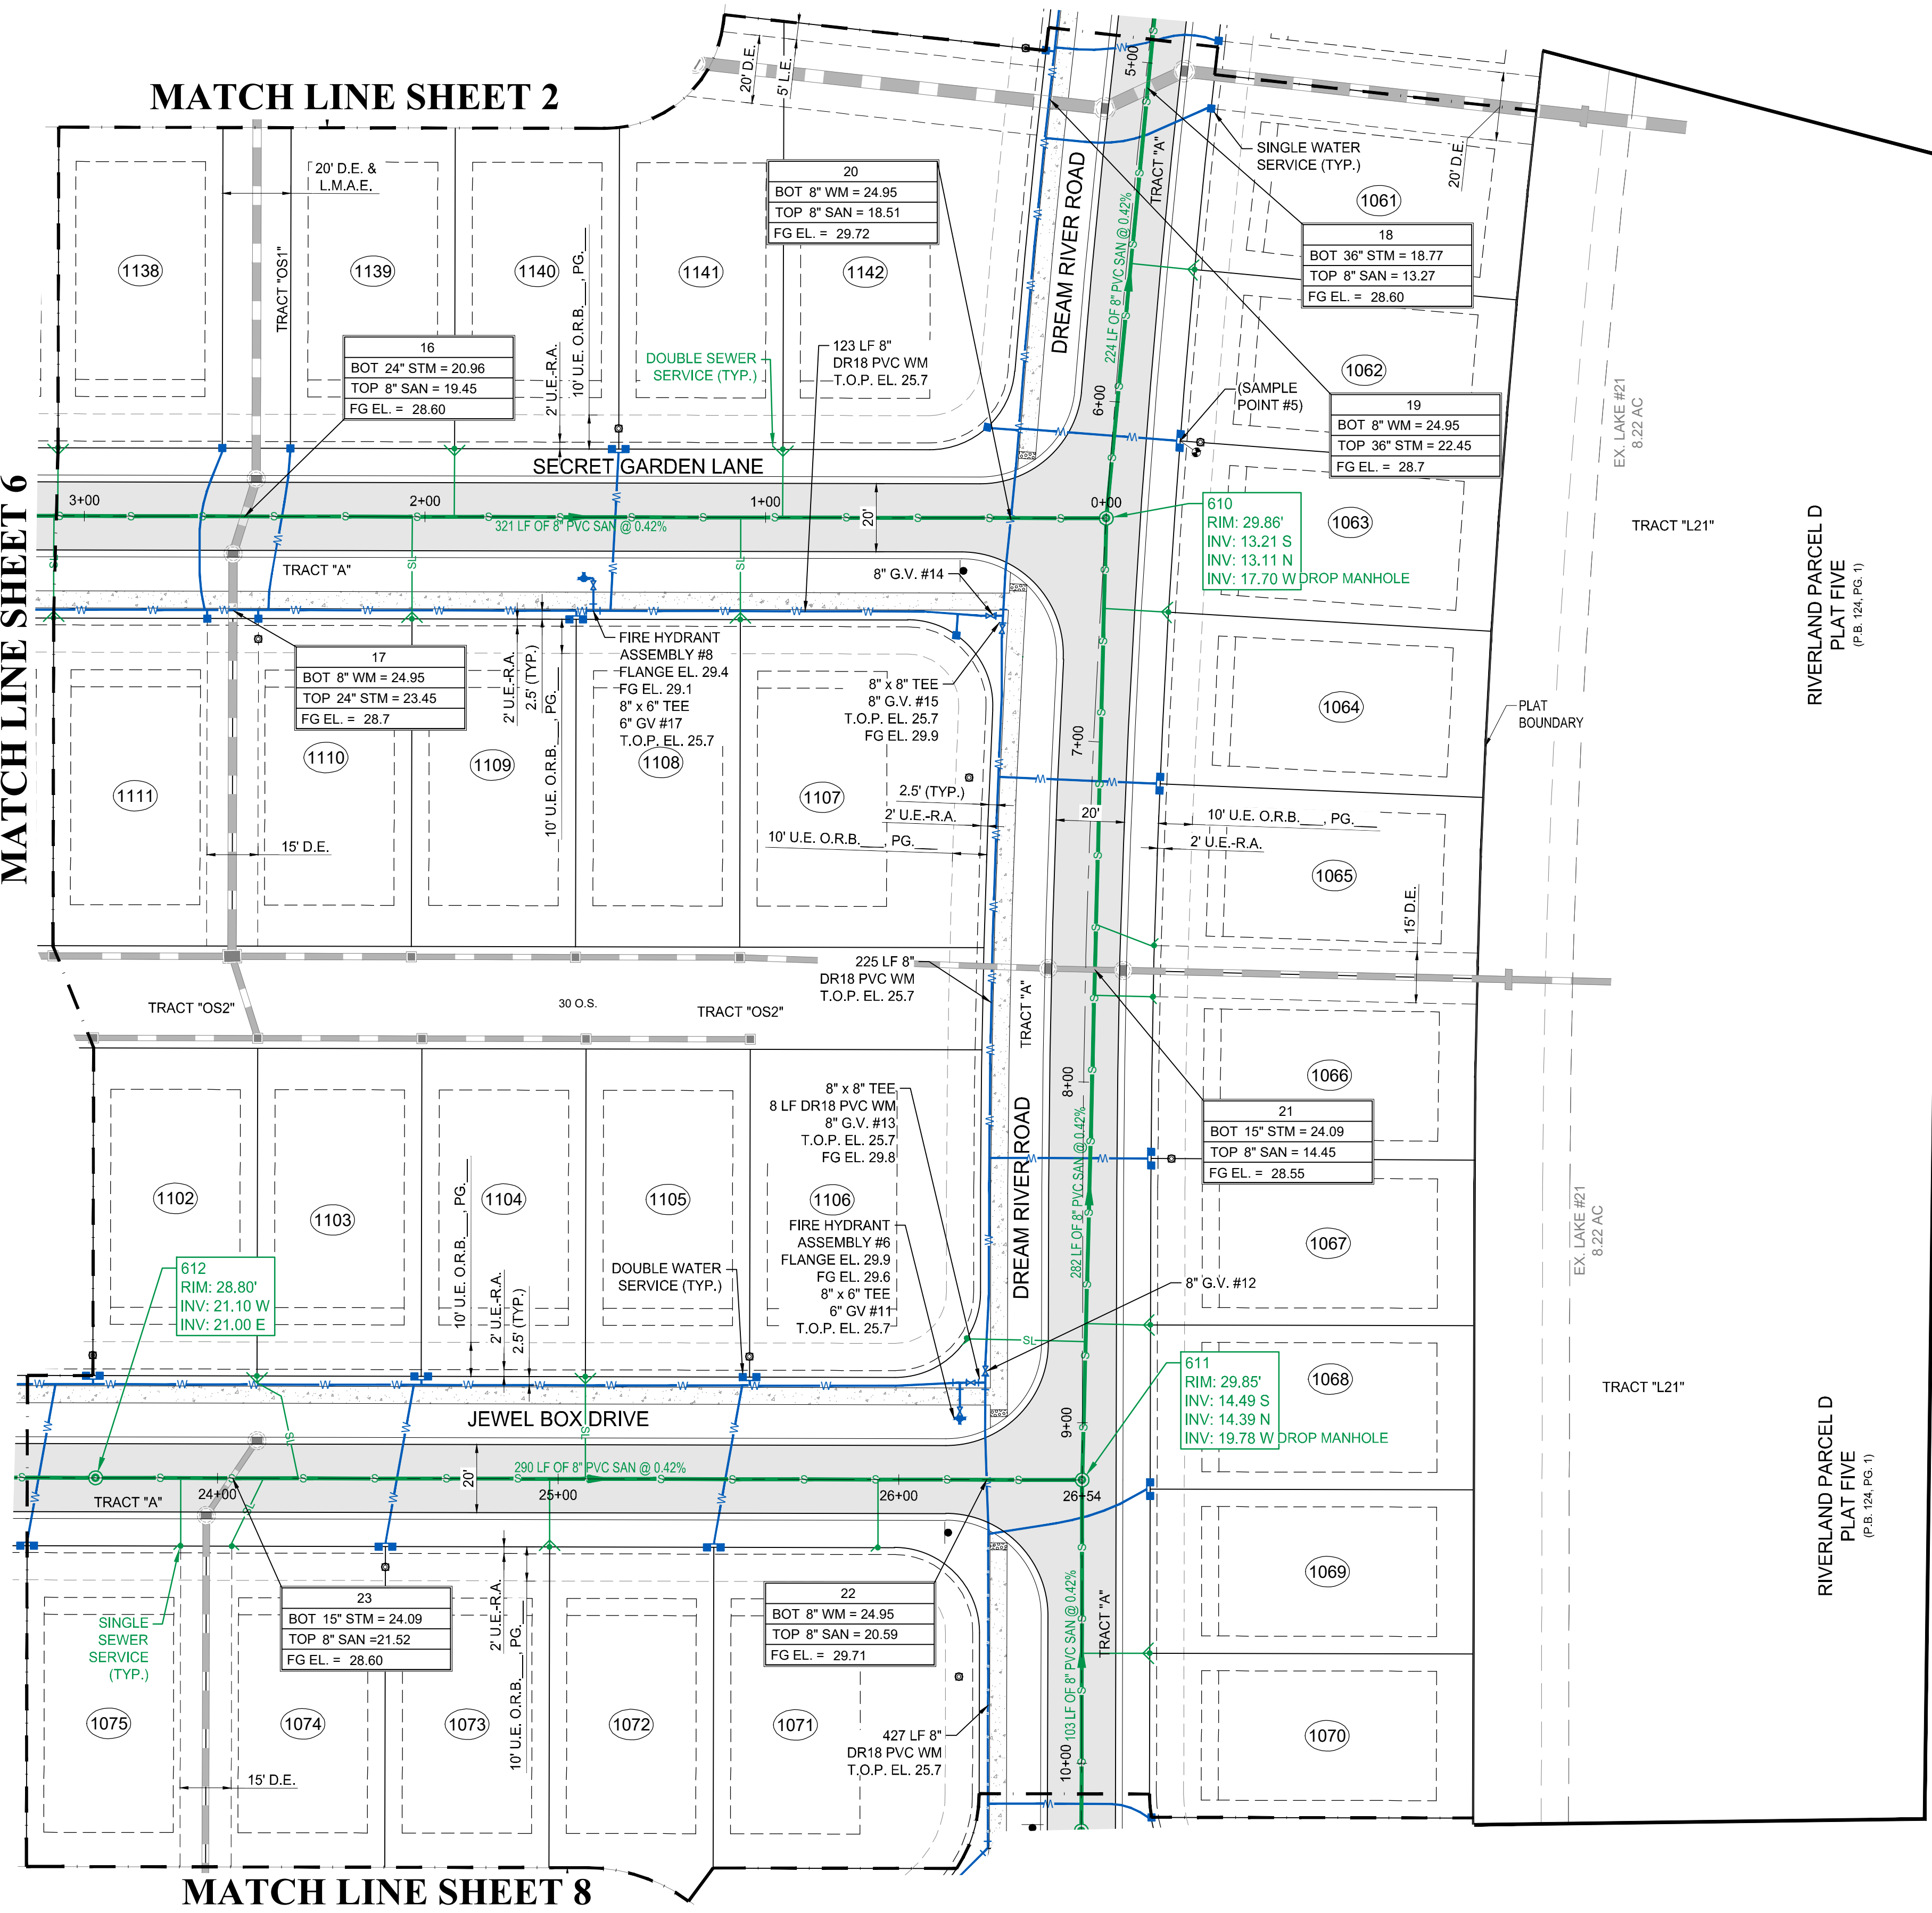 MATCH LINE SHEET 2
MATCH LINE SHEET 6
MATCH LINE SHEET 8
20' D.E.
5' L.E.
5+00
TRACT "A"
SINGLE WATER
SERVICE (TYP.)
20' D.E.
1061
20' D.E. &
L.M.A.E.
TRACT "OS1"
1138
1139
1140
1141
1142
20
BOT 8" WM = 24.95
TOP 8" SAN = 18.51
FG EL. = 29.72
DREAM RIVER ROAD
224 LF OF 8" PVC SAN @ 0.42%
18
BOT 36" STM = 18.77
TOP 8" SAN = 13.27
FG EL. = 28.60
16
BOT 24" STM = 20.96
TOP 8" SAN = 19.45
FG EL. = 28.60
2' U.E.-R.A.
10' U.E. O.R.B.___, PG.___
DOUBLE SEWER
SERVICE (TYP.)
123 LF 8"
DR18 PVC WM
T.O.P. EL. 25.7
6+00
(SAMPLE
POINT #5)
1062
19
BOT 8" WM = 24.95
TOP 36" STM = 22.45
FG EL. = 28.7
EX. LAKE #21
8.22 AC
SECRET GARDEN LANE
3+00
2+00
1+00
0+00
321 LF OF 8" PVC SAN @ 0.42%
20'
610
RIM: 29.86'
INV: 13.21 S
INV: 13.11 N
INV: 17.70 W DROP MANHOLE
1063
TRACT "L21"
RIVERLAND PARCEL D
PLAT FIVE
(P.B. 124, PG. 1)
SL
SL
SL
TRACT "A"
8" G.V. #14
17
BOT 8" WM = 24.95
TOP 24" STM = 23.45
FG EL. = 28.7
2' U.E.-R.A.
2.5' (TYP.)
10' U.E. O.R.B.___, PG.___
FIRE HYDRANT
ASSEMBLY #8
FLANGE EL. 29.4
FG EL. 29.1
8" x 6" TEE
6" GV #17
T.O.P. EL. 25.7
8" x 8" TEE
8" G.V. #15
T.O.P. EL. 25.7
FG EL. 29.9
7+00
1064
PLAT
BOUNDARY
1111
1110
1109
1108
1107
2.5' (TYP.)
2' U.E.-R.A.
10' U.E. O.R.B.___, PG.___
20'
10' U.E. O.R.B.___, PG.___
2' U.E.-R.A.
15' D.E.
1065
15' D.E.
225 LF 8"
DR18 PVC WM
T.O.P. EL. 25.7
TRACT "OS2"
30 O.S.
TRACT "OS2"
TRACT "A"
8+00
1066
21
BOT 15" STM = 24.09
TOP 8" SAN = 14.45
FG EL. = 28.55
8" x 8" TEE
8 LF DR18 PVC WM
8" G.V. #13
T.O.P. EL. 25.7
FG EL. 29.8
DREAM RIVER ROAD
282 LF OF 8" PVC SAN @ 0.42%
1102
1103
1104
1105
1106
10' U.E. O.R.B.___, PG.___
2' U.E.-R.A.
2.5' (TYP.)
FIRE HYDRANT
ASSEMBLY #6
FLANGE EL. 29.9
FG EL. 29.6
8" x 6" TEE
6" GV #11
T.O.P. EL. 25.7
DOUBLE WATER
SERVICE (TYP.)
612
RIM: 28.80'
INV: 21.10 W
INV: 21.00 E
1067
EX. LAKE #21
8.22 AC
8" G.V. #12
SL
611
RIM: 29.85'
INV: 14.49 S
INV: 14.39 N
INV: 19.78 W DROP MANHOLE
1068
TRACT "L21"
RIVERLAND PARCEL D
PLAT FIVE
(P.B. 124, PG. 1)
JEWEL BOX DRIVE
9+00
SL
SL
SL
20'
290 LF OF 8" PVC SAN @ 0.42%
TRACT "A"
24+00
25+00
26+00
26+54
23
BOT 15" STM = 24.09
TOP 8" SAN =21.52
FG EL. = 28.60
2' U.E.-R.A.
10' U.E. O.R.B.___, PG.___
22
BOT 8" WM = 24.95
TOP 8" SAN = 20.59
FG EL. = 29.71
SINGLE
SEWER
SERVICE
(TYP.)
103 LF OF 8" PVC SAN @ 0.42%
TRACT "A"
1069
1075
1074
1073
1072
1071
1070
427 LF 8"
DR18 PVC WM
T.O.P. EL. 25.7
10+00
15' D.E.